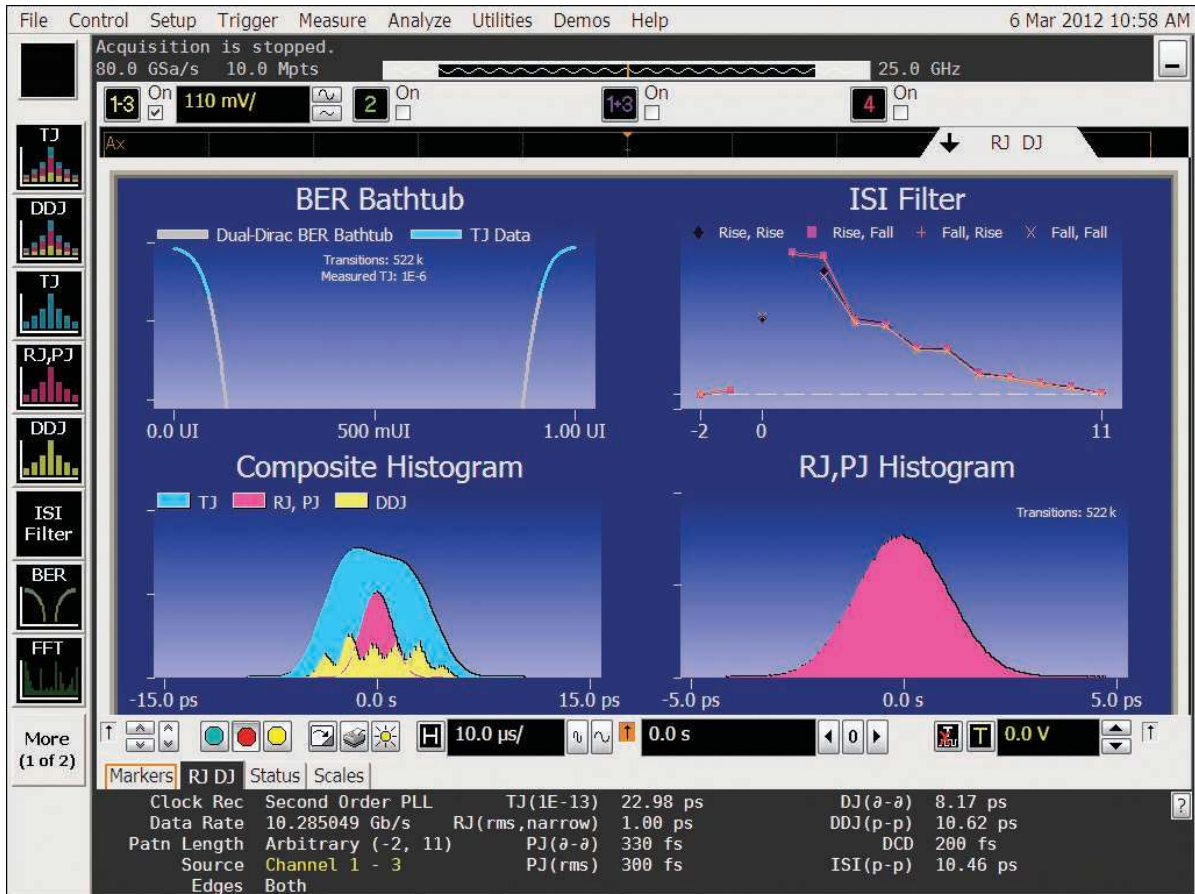 File Control Setup Trigger Measure Analyze Utilities Demos Help 6 Mar 2012 10:58 AM
Acquisition is stopped.
80.0 GSa/s 10.0 Mpts 25.0 GHz
1-3 On 110 mV/ 2 On 1+3 On 4 On
Ax RJ DJ
TJ
DDJ
TJ
RJ,PJ
DDJ
ISI
Filter
BER
FFT
More
(1 of 2)
BER Bathtub
Dual-Dirac BER Bathtub TJ Data
Transitions: 522 k
Measured TJ: 1E-6
0.0 UI 500 mUI 1.00 UI
ISI Filter
Rise, Rise Rise, Fall Fall, Rise Fall, Fall
-2 0 11
Composite Histogram
TJ RJ, PJ DDJ
-15.0 ps 0.0 s 15.0 ps
RJ,PJ Histogram
Transitions: 522 k
-5.0 ps 0.0 s 5.0 ps
H 10.0 µs/ 0.0 s 0 T 0.0 V
Markers RJ DJ Status Scales
Clock Rec Second Order PLL TJ(1E-13) 22.98 ps DJ(∂-∂) 8.17 ps ?
Data Rate 10.285049 Gb/s RJ(rms,narrow) 1.00 ps DDJ(p-p) 10.62 ps
Patn Length Arbitrary (-2, 11) PJ(∂-∂) 330 fs DCD 200 fs
Source Channel 1 - 3 PJ(rms) 300 fs ISI(p-p) 10.46 ps
Edges Both